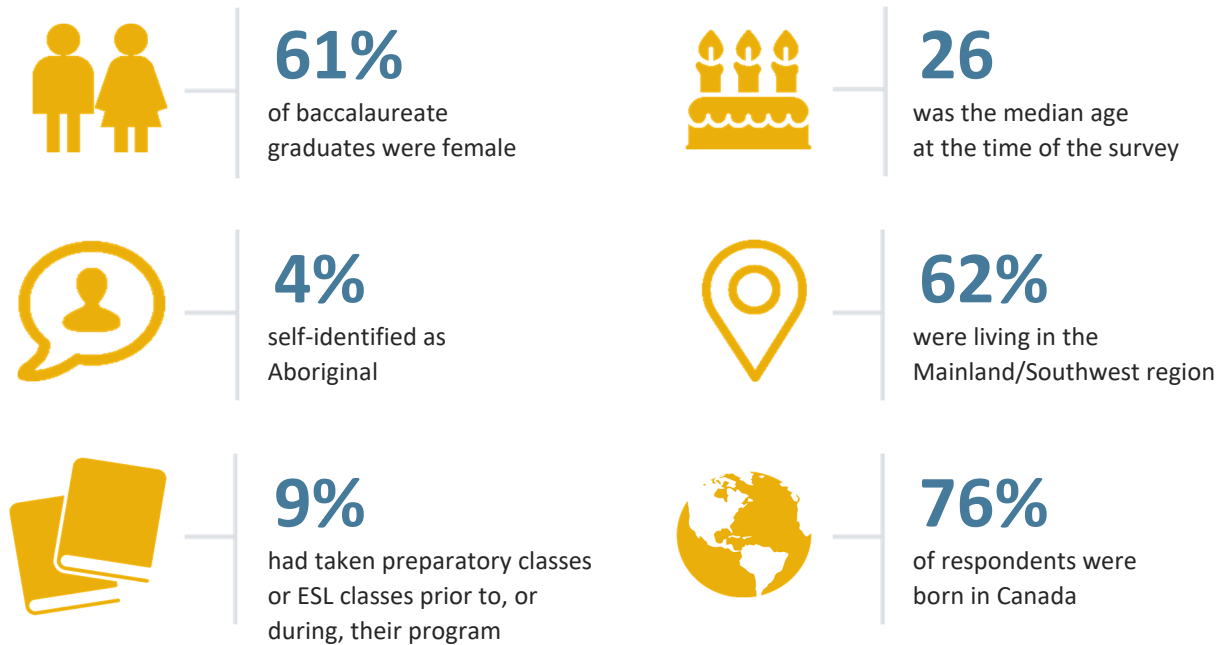 61%
of baccalaureate
graduates were female
26
was the median age
at the time of the survey
4%
self-identified as
Aboriginal
62%
were living in the
Mainland/Southwest region
9%
had taken preparatory classes
or ESL classes prior to, or
during, their program
76%
of respondents were
born in Canada